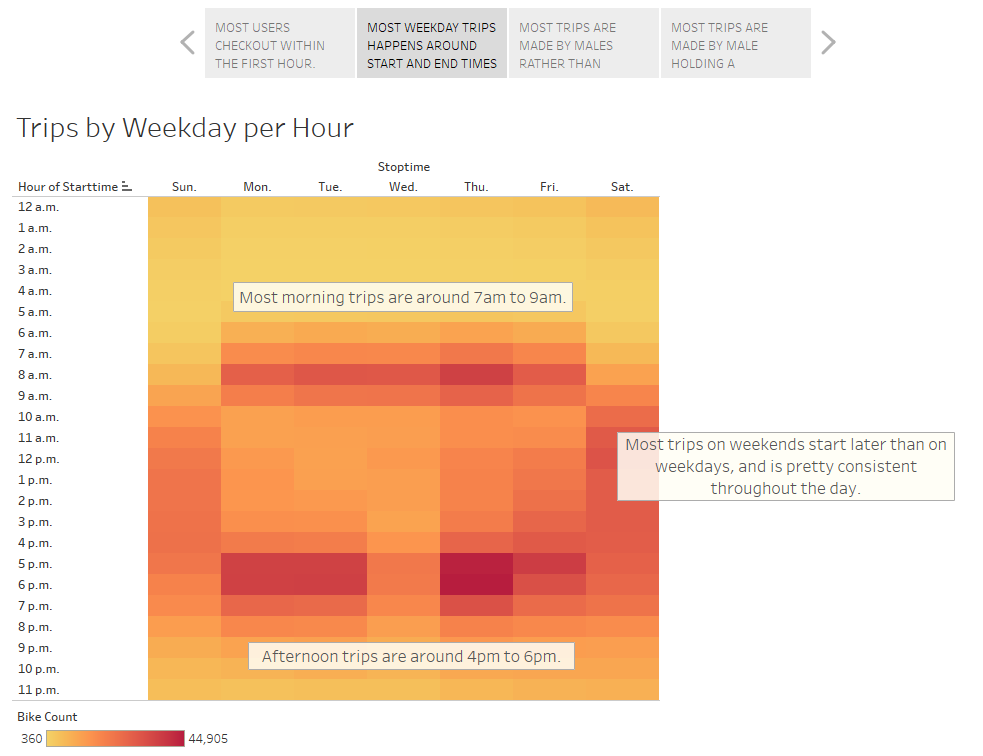 MOST USERS
CHECKOUT WITHIN
THE FIRST HOUR.
MOST WEEKDAY TRIPS
HAPPENS AROUND
START AND END TIMES
MOST TRIPS ARE
MADE BY MALES
RATHER THAN
MOST TRIPS ARE
MADE BY MALE
HOLDING A
Trips by Weekday per Hour
Stoptime
Hour of Starttime Sun. Mon. Tue. Wed. Thu. Fri. Sat.
12 a.m.
1 a.m.
2 a.m.
3 a.m.
4 a.m.
Most morning trips are around 7am to 9am.
5 a.m.
6 a.m.
7 a.m.
8 a.m.
9 a.m.
10 a.m.
11 a.m.
12 p.m.
1 p.m.
Most trips on weekends start later than on
weekdays, and is pretty consistent
throughout the day.
2 p.m.
3 p.m.
4 p.m.
5 p.m.
6 p.m.
7 p.m.
8 p.m.
9 p.m.
Afternoon trips are around 4pm to 6pm.
10 p.m.
11 p.m.
Bike Count
360 44,905